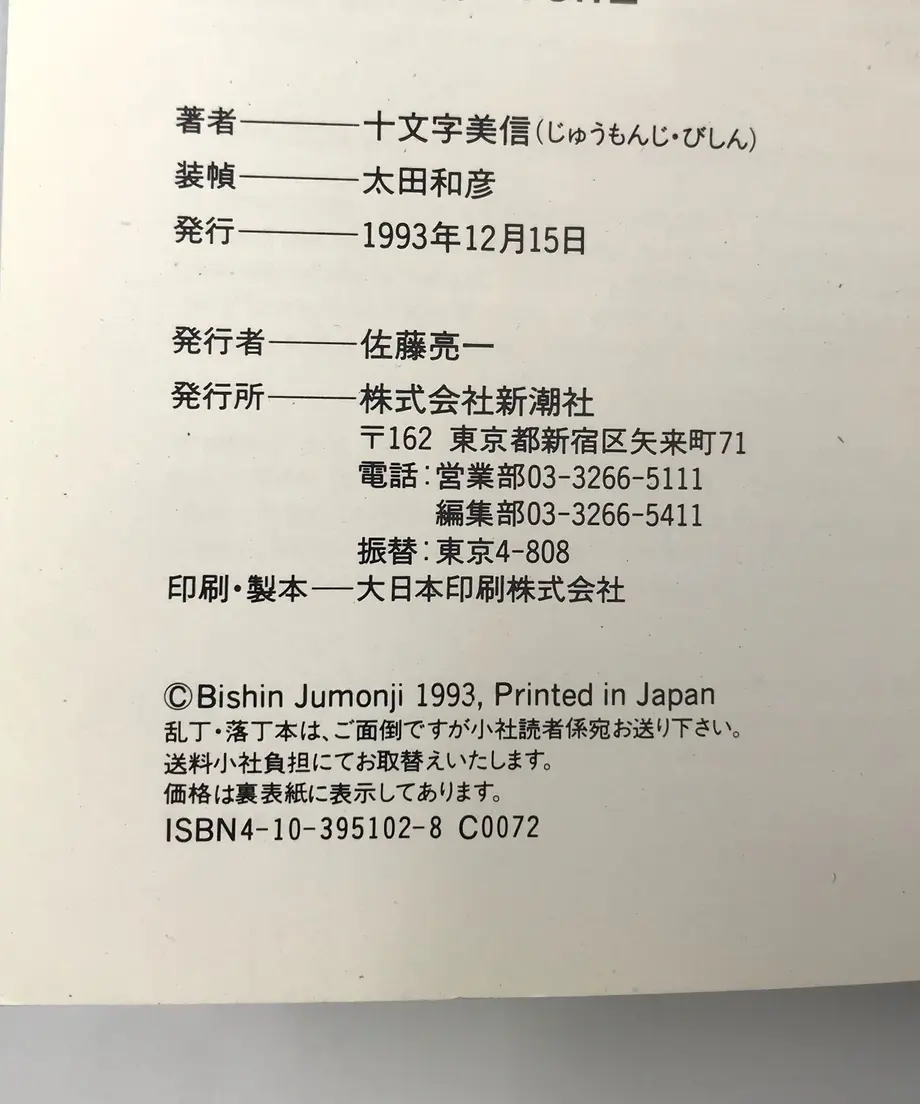 著者————十文字美信(じゅうもんじ・びしん)
装幀————太田和彦
発行————1993年12月15日
発行者———佐藤亮一
発行所———株式会社新潮社
〒162 東京都新宿区矢来町71
電話:営業部03-3266-5111
編集部03-3266-5411
振替:東京4-808
印刷・製本—大日本印刷株式会社
©Bishin Jumonji 1993, Printed in Japan
乱丁・落丁本は、ご面倒ですが小社読者係宛お送り下さい。
送料小社負担にてお取替えいたします。
価格は裏表紙に表示してあります。
ISBN4-10-395102-8 C0072